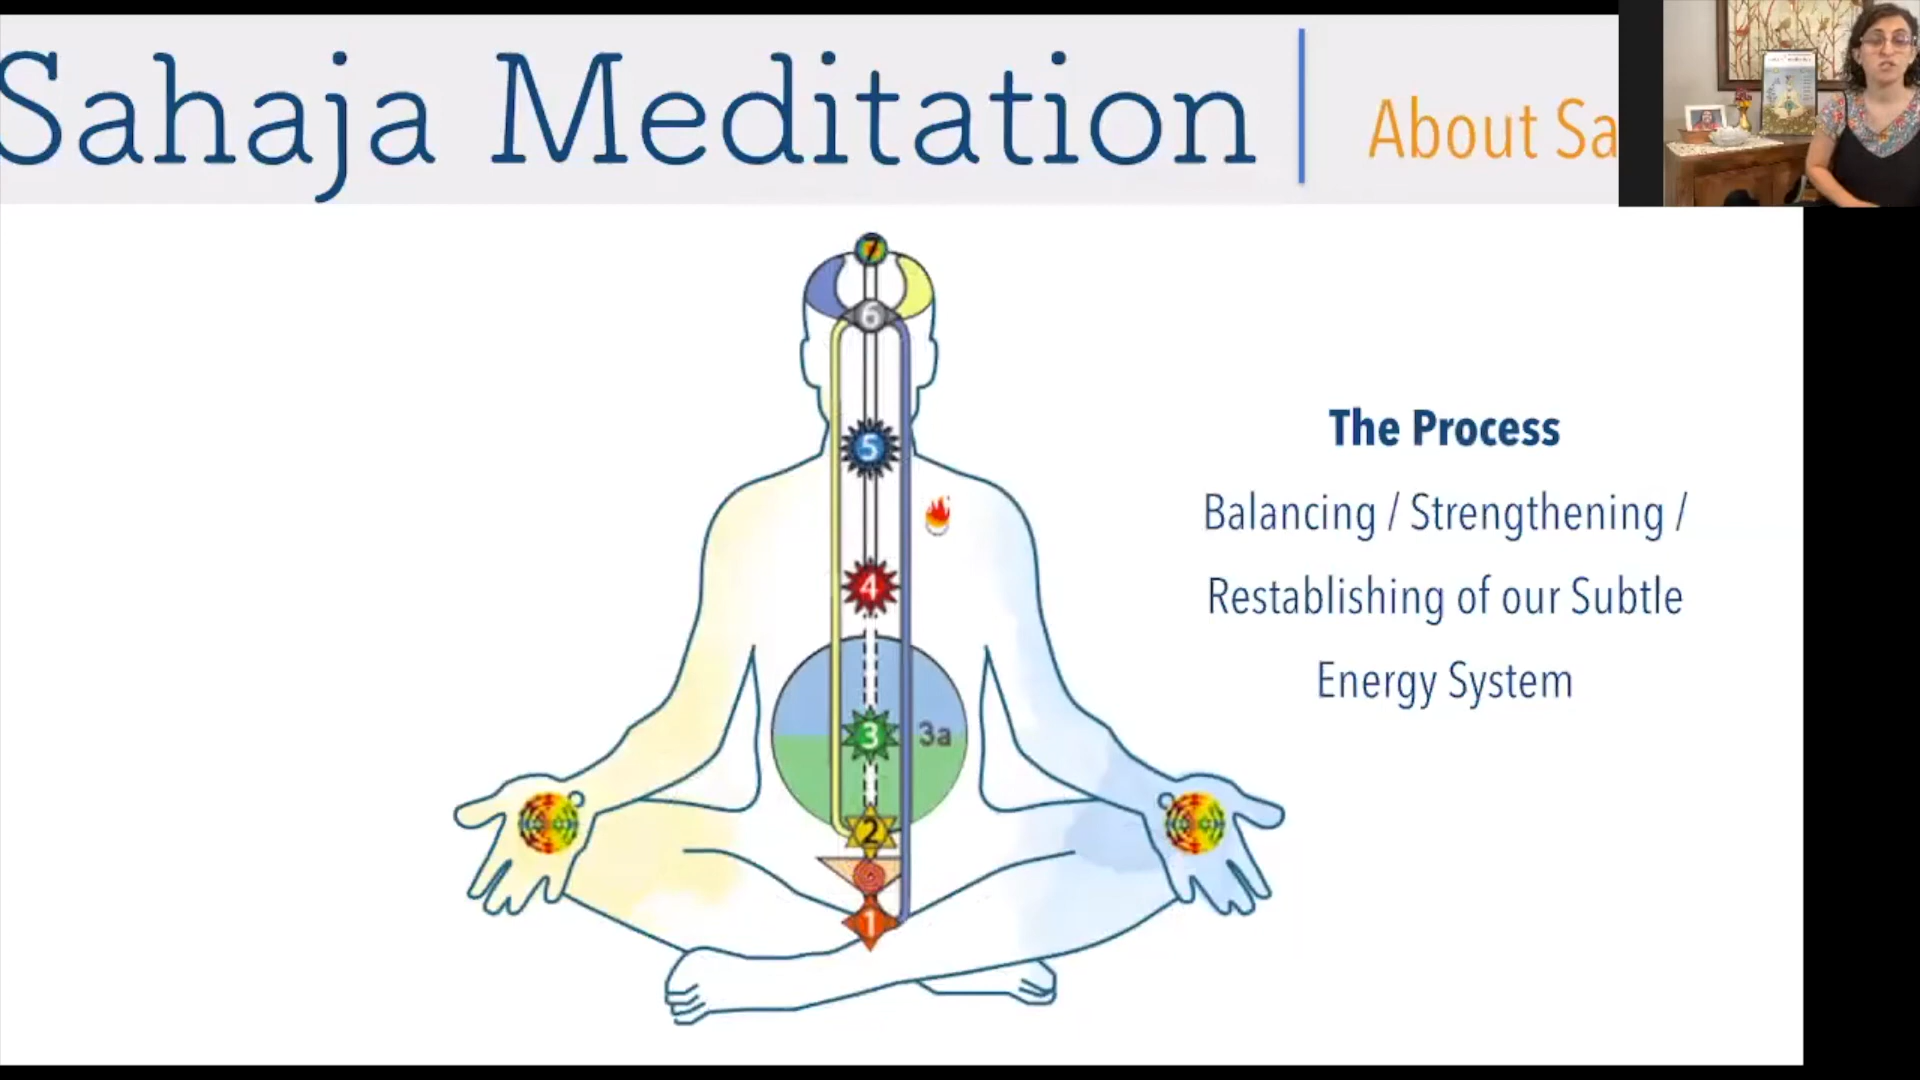 Sahaja Meditation
About Sa
7
6
5
4
3
3a
2
1
The Process
Balancing / Strengthening /
Restablishing of our Subtle
Energy System